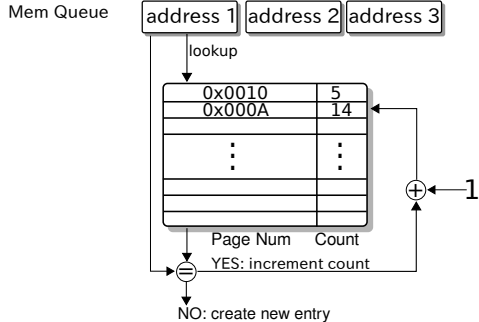 Mem Queue
address 1 address 2 address 3
lookup
0x0010 5
0x000A 14
⋮ ⋮
1
+
Page Num Count
YES: increment count
=
NO: create new entry